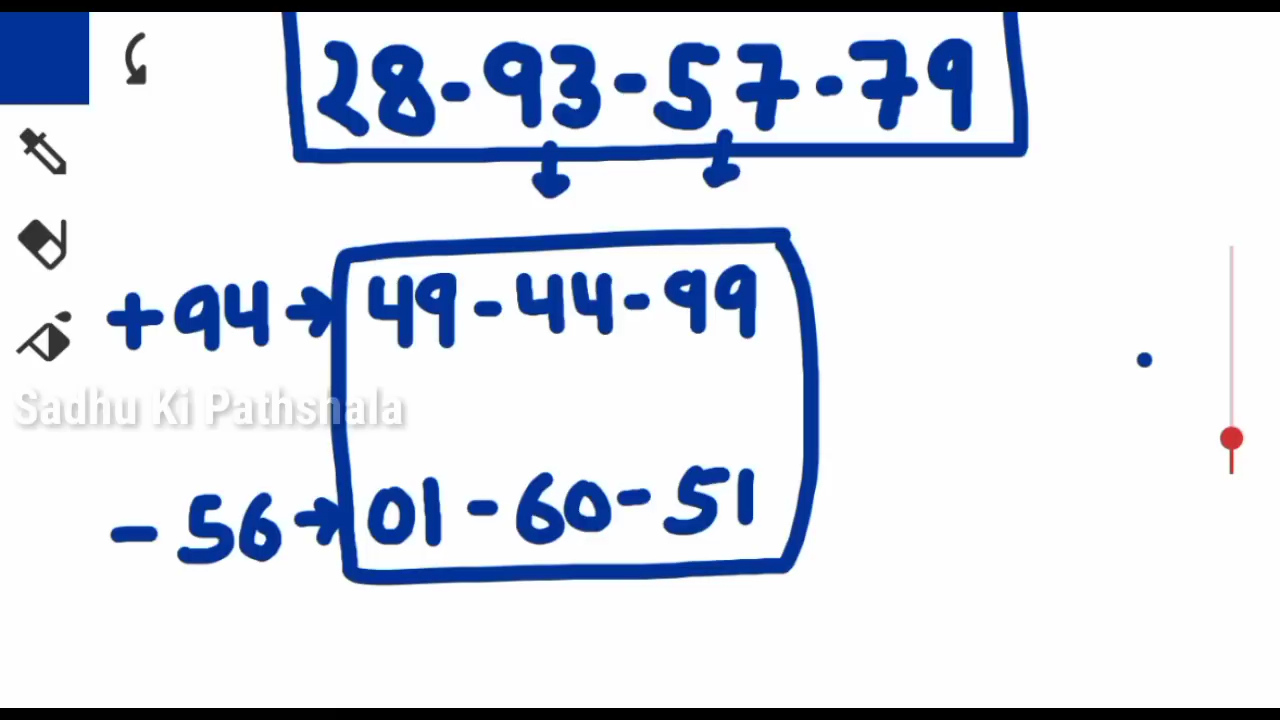 28-93-57-79
+94→ 49-44-99
Sadhu Ki Pathshala
-56→ 01-60-51